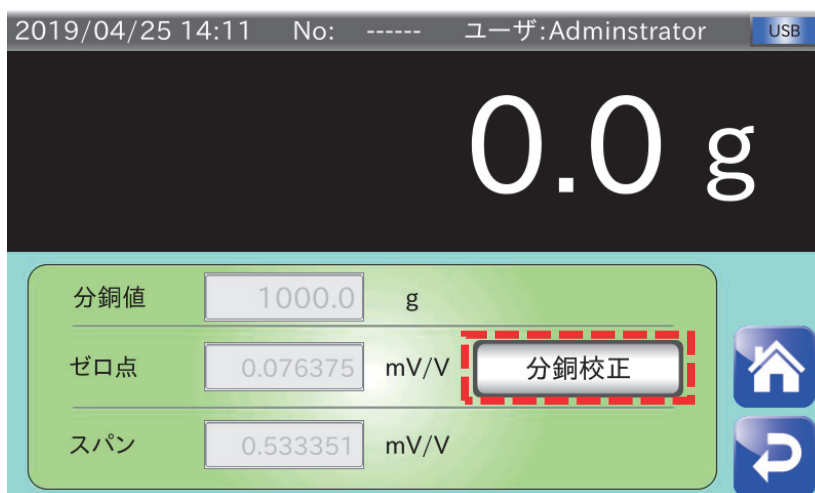 2019/04/25 14:11 No: ------ ユーザ:Adminstrator USB
0.0 g
分銅値 1000.0 g
ゼロ点 0.076375 mV/V 分銅校正
スパン 0.533351 mV/V